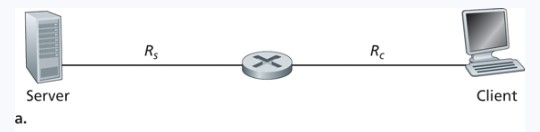 Rs Rc
Server Client
a.